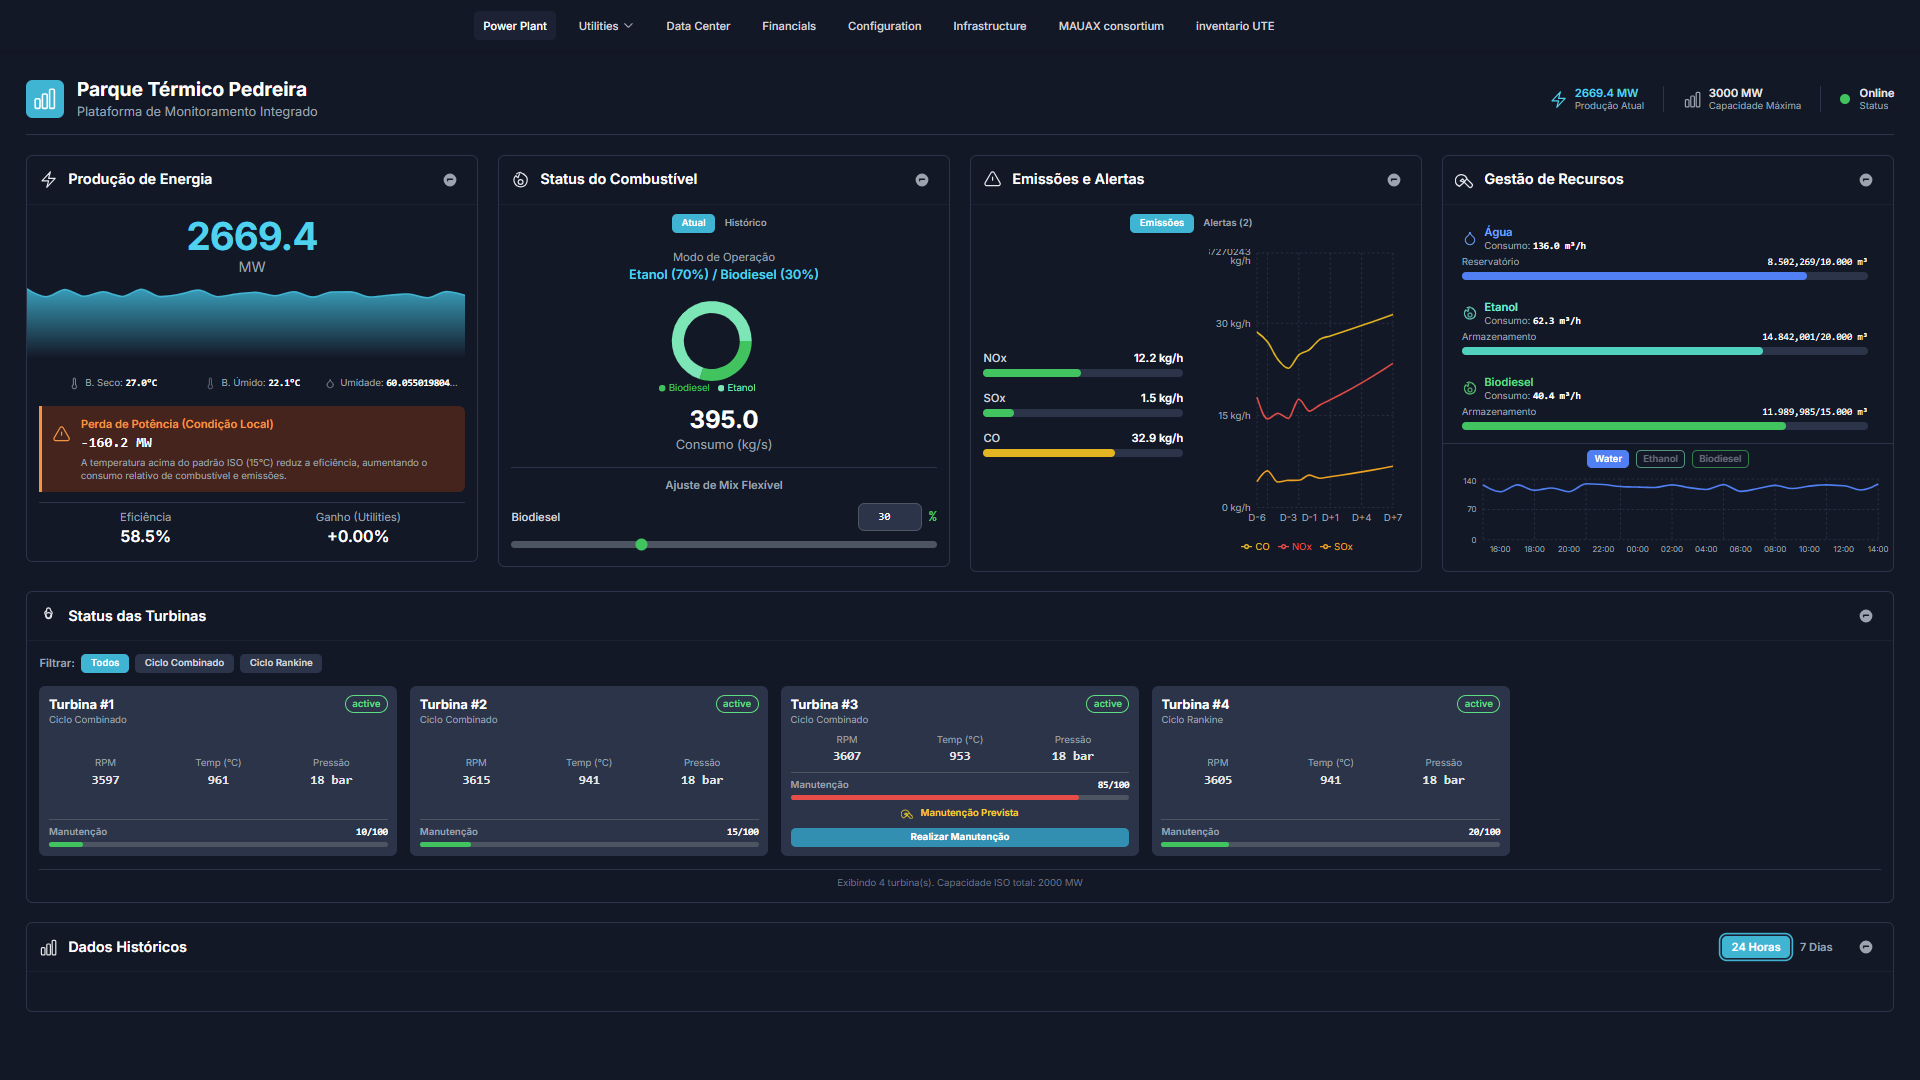 Power Plant
Utilities
Data Center
Financials
Configuration
Infrastructure
MAUAX consortium
inventario UTE
Parque Térmico Pedreira
Plataforma de Monitoramento Integrado
2669.4 MW
Produção Atual
3000 MW
Capacidade Máxima
Online
Status
Produção de Energia
2669.4
MW
B. Seco: 27.0°C
B. Úmido: 22.1°C
Umidade: 60.055019804...
Perda de Potência (Condição Local)
-160.2 MW
A temperatura acima do padrão ISO (15°C) reduz a eficiência, aumentando o
consumo relativo de combustível e emissões.
Eficiência
58.5%
Ganho (Utilities)
+0.00%
Status do Combustível
Atual
Histórico
Modo de Operação
Etanol (70%) / Biodiesel (30%)
Biodiesel
Etanol
395.0
Consumo (kg/s)
Ajuste de Mix Flexível
Biodiesel
30
%
Emissões e Alertas
Emissões
Alertas (2)
NOx
12.2 kg/h
SOx
1.5 kg/h
CO
32.9 kg/h
kg/h
30 kg/h
15 kg/h
0 kg/h
D-6
D-3
D-1
D+1
D+4
D+7
CO
NOx
SOx
Gestão de Recursos
Água
Consumo: 136.0 m³/h
Reservatório
8.502,269/10.000 m³
Etanol
Consumo: 62.3 m³/h
Armazenamento
14.842,001/20.000 m³
Biodiesel
Consumo: 40.4 m³/h
Armazenamento
11.989,985/15.000 m³
Water
Ethanol
Biodiesel
140
70
0
16:00
18:00
20:00
22:00
00:00
02:00
04:00
06:00
08:00
10:00
12:00
14:00
Status das Turbinas
Filtrar:
Todos
Ciclo Combinado
Ciclo Rankine
Turbina #1
active
Ciclo Combinado
RPM
3597
Temp (°C)
961
Pressão
18 bar
Manutenção
10/100
Turbina #2
active
Ciclo Combinado
RPM
3615
Temp (°C)
941
Pressão
18 bar
Manutenção
15/100
Turbina #3
active
Ciclo Combinado
RPM
3607
Temp (°C)
953
Pressão
18 bar
Manutenção
85/100
Manutenção Prevista
Realizar Manutenção
Turbina #4
active
Ciclo Rankine
RPM
3605
Temp (°C)
941
Pressão
18 bar
Manutenção
20/100
Exibindo 4 turbina(s). Capacidade ISO total: 2000 MW
Dados Históricos
24 Horas
7 Dias